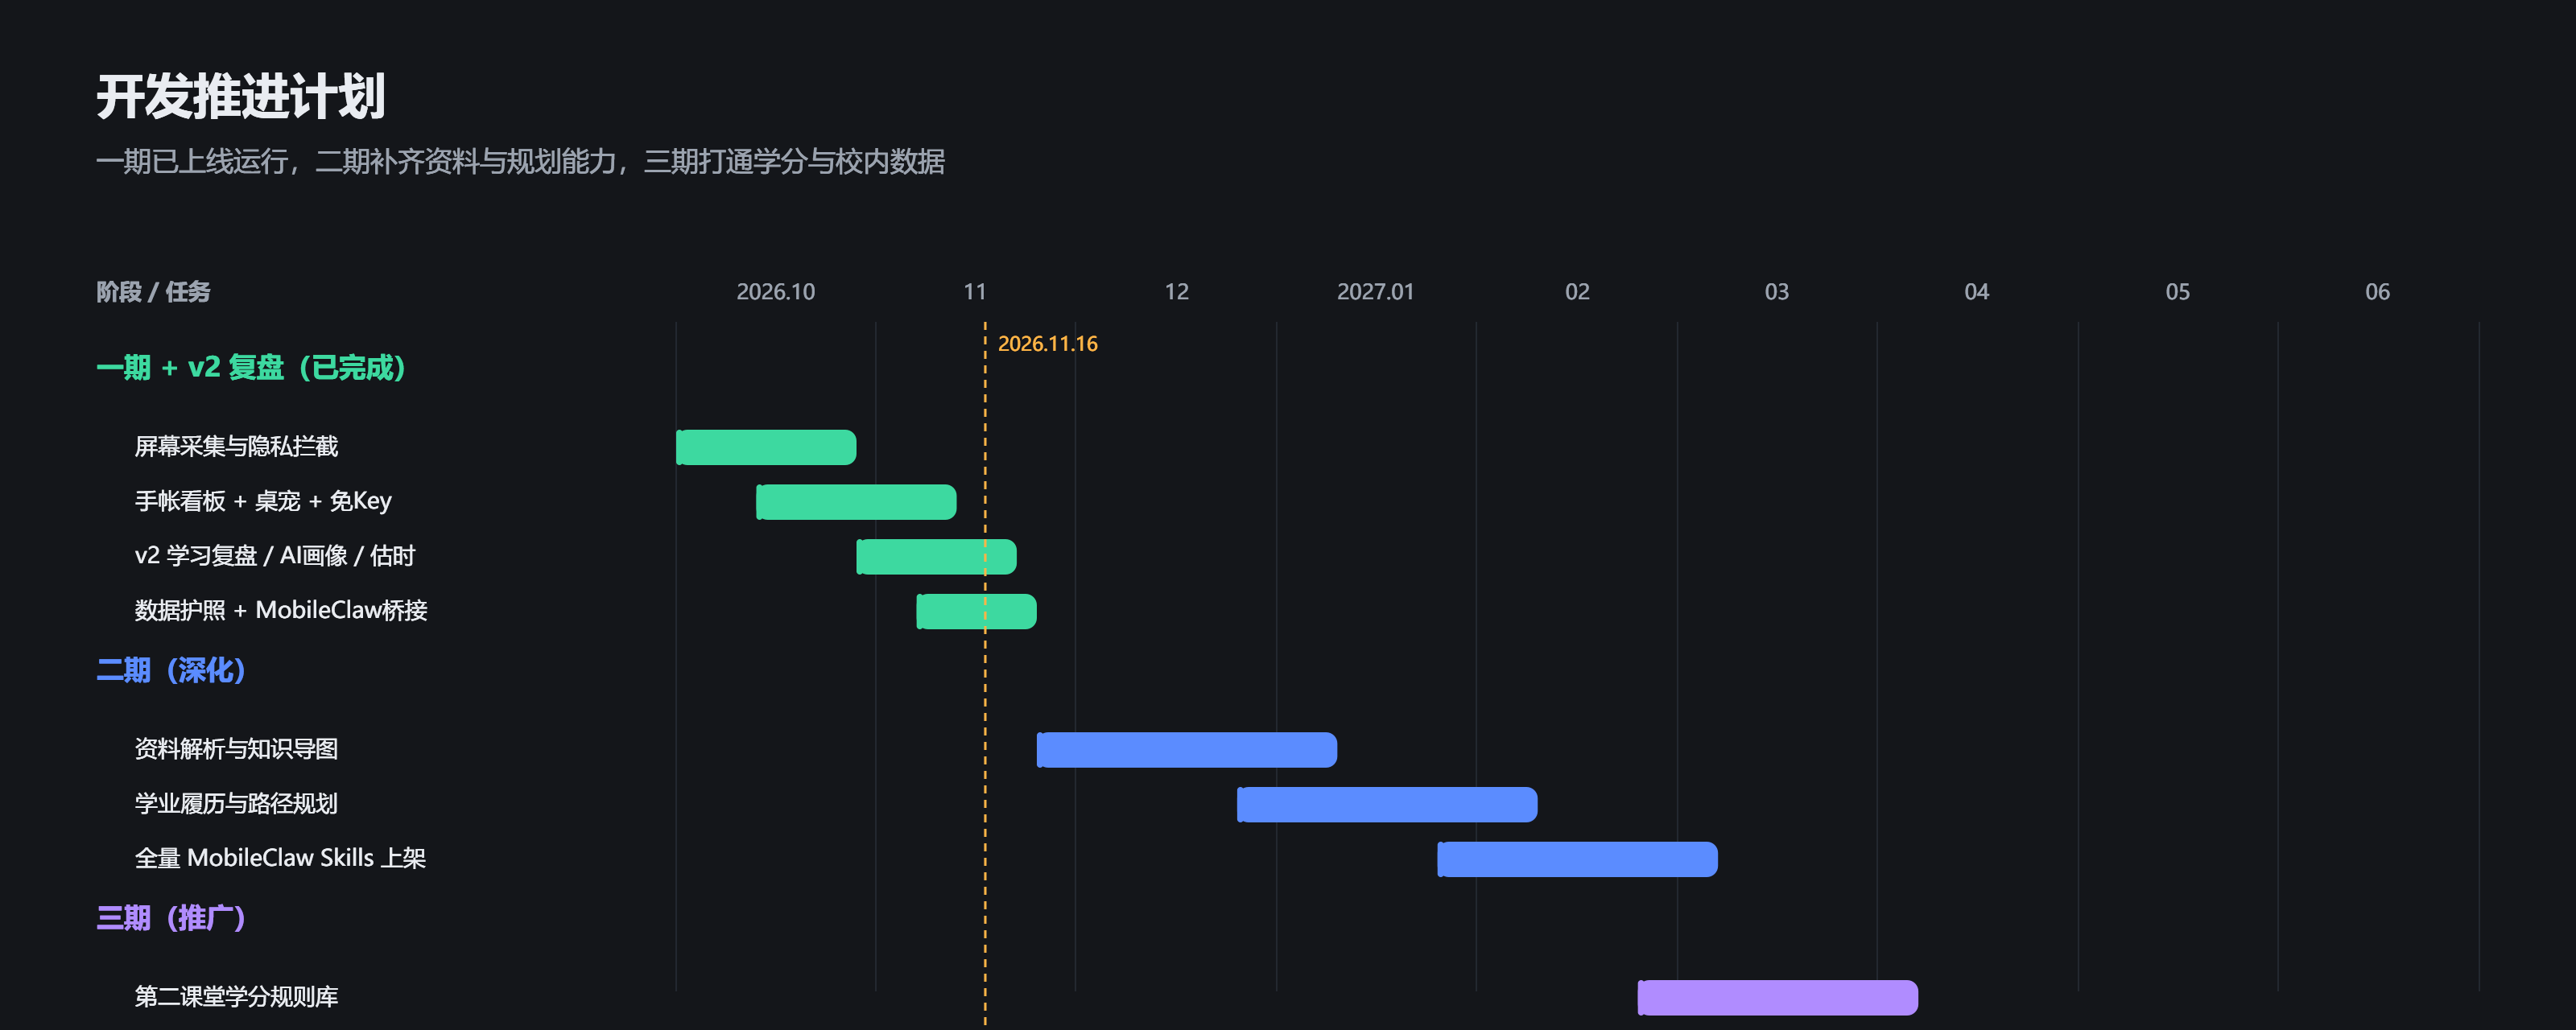 开发推进计划
一期已上线运行，二期补齐资料与规划能力，三期打通学分与校内数据
阶段 / 任务 2026.10 11 12 2027.01 02 03 04 05 06
2026.11.16
一期 + v2 复盘（已完成）
屏幕采集与隐私拦截
手帐看板 + 桌宠 + 免Key
v2 学习复盘 / AI画像 / 估时
数据护照 + MobileClaw桥接
二期（深化）
资料解析与知识导图
学业履历与路径规划
全量 MobileClaw Skills 上架
三期（推广）
第二课堂学分规则库